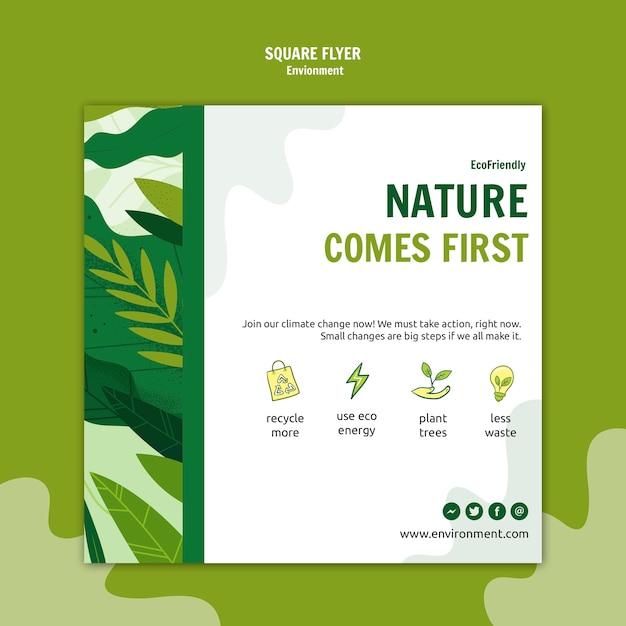 SQUARE FLYER
Envionment
EcoFriendly
NATURE
COMES FIRST
Join our climate change now! We must take action, right now.
Small changes are big steps if we all make it.
recycle
more
use eco
energy
plant
trees
less
waste
www.environment.com